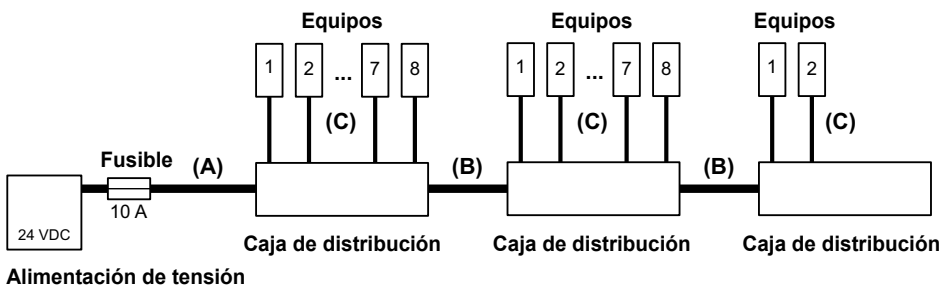 Equipos Equipos Equipos
1 2 ... 7 8 1 2 ... 7 8 1 2
(C) (C) (C)
Fusible (A) (B) (B)
10 A
24 VDC
Caja de distribución Caja de distribución Caja de distribución
Alimentación de tensión